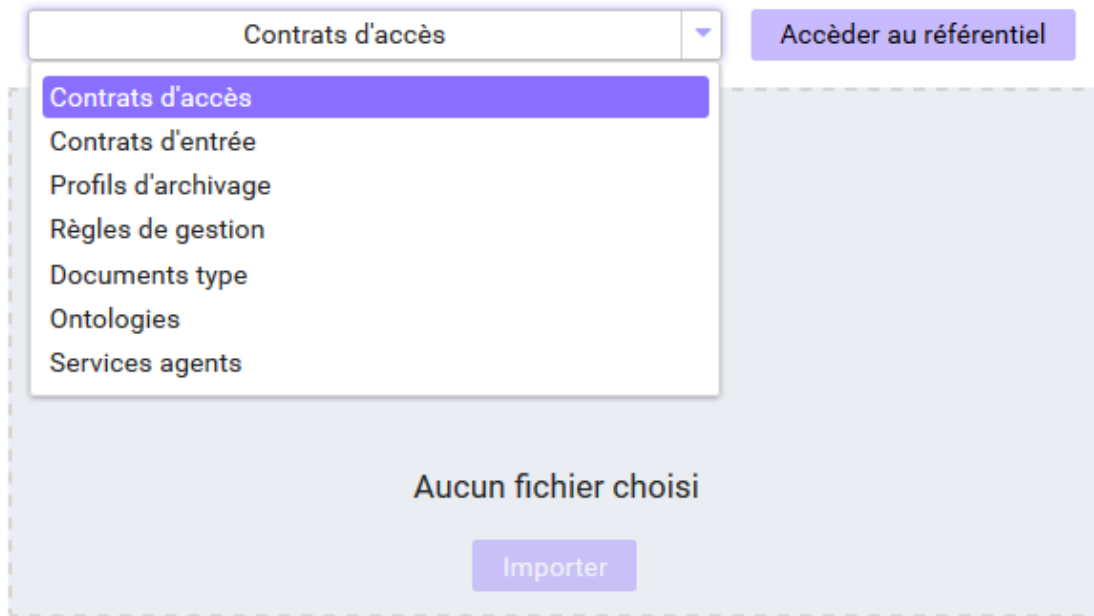 Contrats d'accès
Accèder au référentiel
Contrats d'accès
Contrats d'entrée
Profils d'archivage
Règles de gestion
Documents type
Ontologies
Services agents
Aucun fichier choisi
Importer